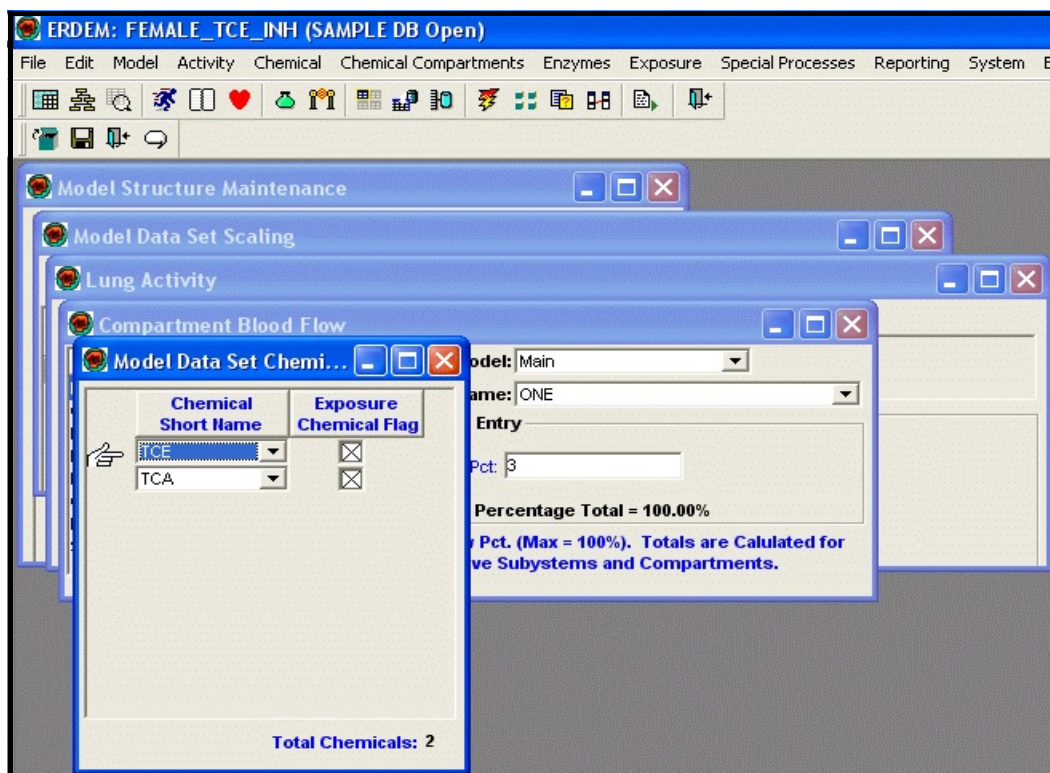 ERDEM: FEMALE_TCE_INH (SAMPLE DB Open)
File Edit Model Activity Chemical Chemical Compartments Enzymes Exposure Special Processes Reporting System
Model Structure Maintenance
Model Data Set Scaling
Lung Activity
Compartment Blood Flow
Model Data Set Chemi...
odel: Main
ame: ONE
Chemical Short Name
Exposure Chemical Flag
Entry
TCE
Pct: 3
TCA
Percentage Total = 100.00%
Pct. (Max = 100%). Totals are Calulated for
ve Subystems and Compartments.
Total Chemicals: 2